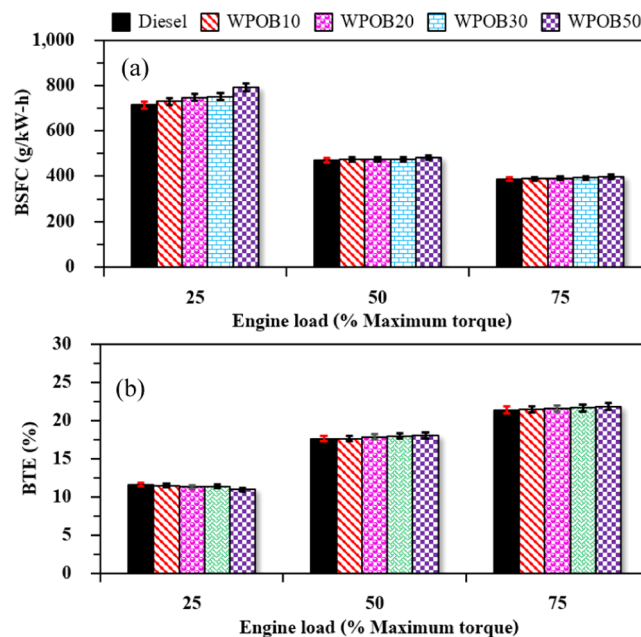 Diesel WPOB10 WPOB20 WPOB30 WPOB50
1,000
(a)
800
600
400
200
0
BSFC (g/kW-h)
25 50 75
Engine load (% Maximum torque)
30
(b)
25
20
15
10
5
0
BTE (%)
25 50 75
Engine load (% Maximum torque)